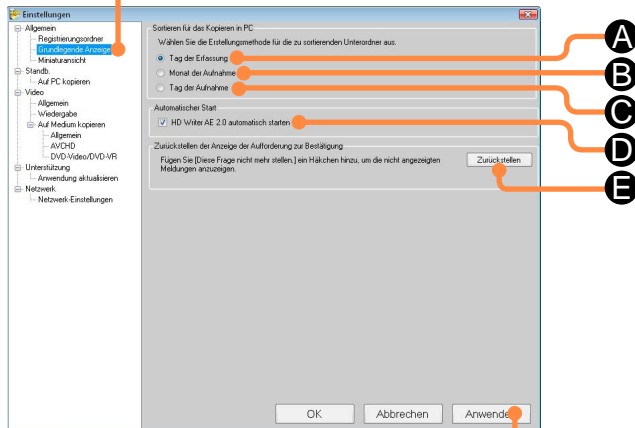 Einstellungen
Allgemein
Registrierungsordner
Grundlegende Anzeige
Miniaturansicht
Standb.
Auf PC kopieren
Video
Allgemein
Wiedergabe
Auf Medium kopieren
Allgemein
AVCHD
DVD-Video/DVD-VR
Unterstützung
Anwendung aktualisieren
Netzwerk
Netzwerk-Einstellungen
Sortieren für das Kopieren in PC
Wählen Sie die Erstellungsmethode für die zu sortierenden Unterordner aus.
Tag der Erfassung
A
Monat der Aufnahme
B
Tag der Aufnahme
C
Automatischer Start
HD Writer AE 2.0 automatisch starten
D
Zurückstellen der Anzeige der Aufforderung zur Bestätigung
Fügen Sie [Diese Frage nicht mehr stellen.] ein Häkchen hinzu, um die nicht angezeigten
Meldungen anzuzeigen.
Zurückstellen
E
OK
Abbrechen
Anwenden